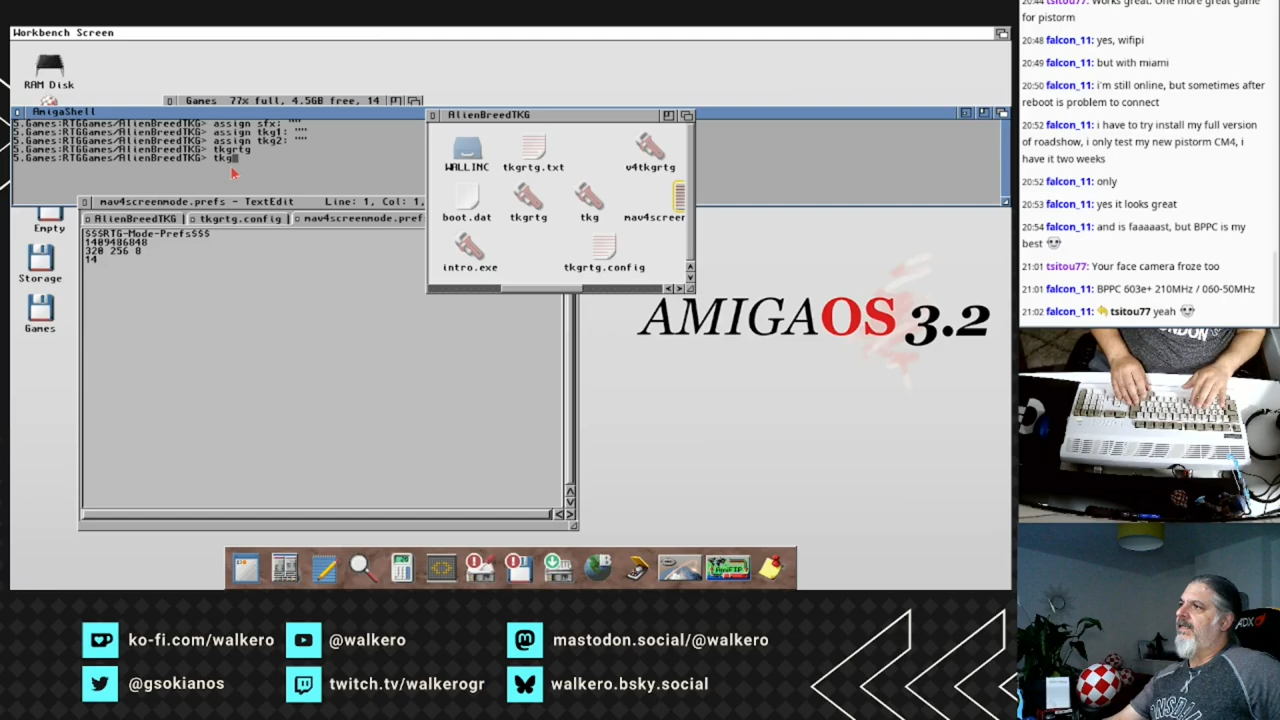 Workbench Screen
RAM Disk
Games 77% full, 4.5GB free, 14
AmigaShell
5.Games:RTGGames/AlienBreedTKG> assign sfx: ""
5.Games:RTGGames/AlienBreedTKG> assign tkg1: ""
5.Games:RTGGames/AlienBreedTKG> assign tkg2: ""
5.Games:RTGGames/AlienBreedTKG> tkgrtg
5.Games:RTGGames/AlienBreedTKG> tkg
AlienBreedTKG
WALLINC
tkgrtg.txt
v4tkgrtg
boot.dat
tkgrtg
tkg
mav4screen
intro.exe
tkgrtg.config
mav4screenmode.prefs - TextEdit Line: 1, Col: 1,
AlienBreedTKG
tkgrtg.config
mav4screenmode.pref
$$$RTG-Mode-Prefs$$$
1409486848
320 256 8
14
Empty
Storage
Games
AMIGAOS 3.2
20:44 tsitou77: Works great. One more great game
for pistorm
20:48 falcon_11: yes, wifipi
20:49 falcon_11: but with miami
20:50 falcon_11: i'm still online, but sometimes after
reboot is problem to connect
20:52 falcon_11: i have to try install my full version
of roadshow, i only test my new pistorm CM4, i
have it two weeks
20:52 falcon_11: only
20:53 falcon_11: yes it looks great
20:54 falcon_11: and is faaaaast, but BPPC is my
best
21:01 tsitou77: Your face camera froze too
21:01 falcon_11: BPPC 603e+ 210MHz / 060-50MHz
21:02 falcon_11: tsitou77 yeah
ADX
ko-fi.com/walkero
@walkero
mastodon.social/@walkero
@gsokianos
twitch.tv/walkerogr
walkero.bsky.social